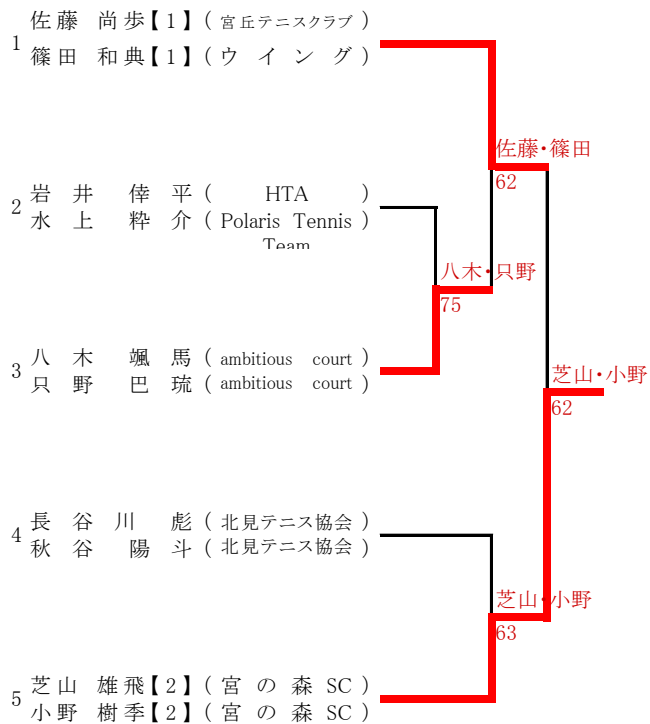 1 佐藤 尚歩【1】( 宮丘テニスクラブ )
篠田 和典【1】( ウイング )
佐藤・篠田
62
2 岩井 倖平 ( HTA )
水上 粋介 ( Polaris Tennis Team
八木・只野
75
3 八木 颯馬 ( ambitious court )
只野 巴琉 ( ambitious court )
芝山・小野
62
4 長谷川 彪 ( 北見テニス協会 )
秋谷 陽斗 ( 北見テニス協会 )
芝山・小野
63
5 芝山 雄飛【2】( 宮の森 SC )
小野 樹季【2】( 宮の森 SC )